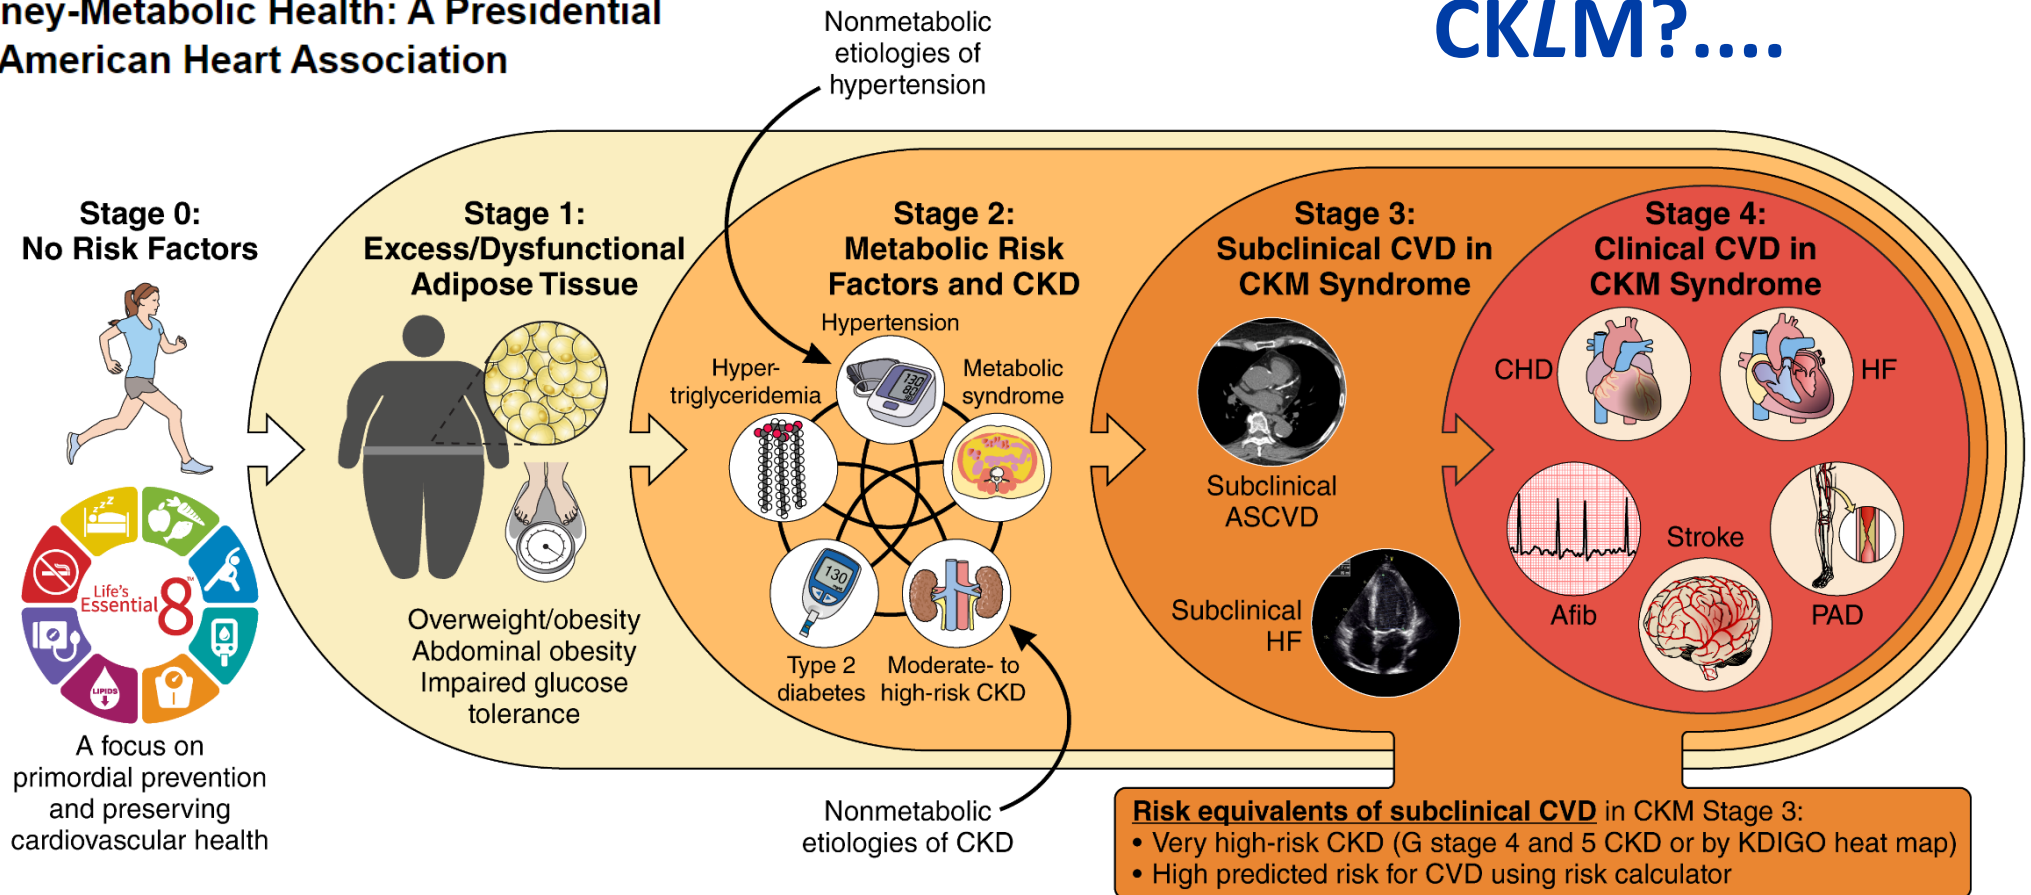 ney-Metabolic Health: A Presidential
American Heart Association
CKLM?....
Nonmetabolic
etiologies of
hypertension
Stage 0:
No Risk Factors
Life's
Essential 8™
LIPIDS
A focus on
primordial prevention
and preserving
cardiovascular health
Stage 1:
Excess/Dysfunctional
Adipose Tissue
Overweight/obesity
Abdominal obesity
Impaired glucose
tolerance
Stage 2:
Metabolic Risk
Factors and CKD
Hypertension
130
80
Hyper-
triglyceridemia
Metabolic
syndrome
130
Type 2
diabetes
Moderate- to
high-risk CKD
Nonmetabolic
etiologies of CKD
Stage 3:
Subclinical CVD in
CKM Syndrome
Subclinical
ASCVD
Subclinical
HF
Stage 4:
Clinical CVD in
CKM Syndrome
CHD
HF
Afib
Stroke
PAD
Risk equivalents of subclinical CVD in CKM Stage 3:
• Very high-risk CKD (G stage 4 and 5 CKD or by KDIGO heat map)
• High predicted risk for CVD using risk calculator